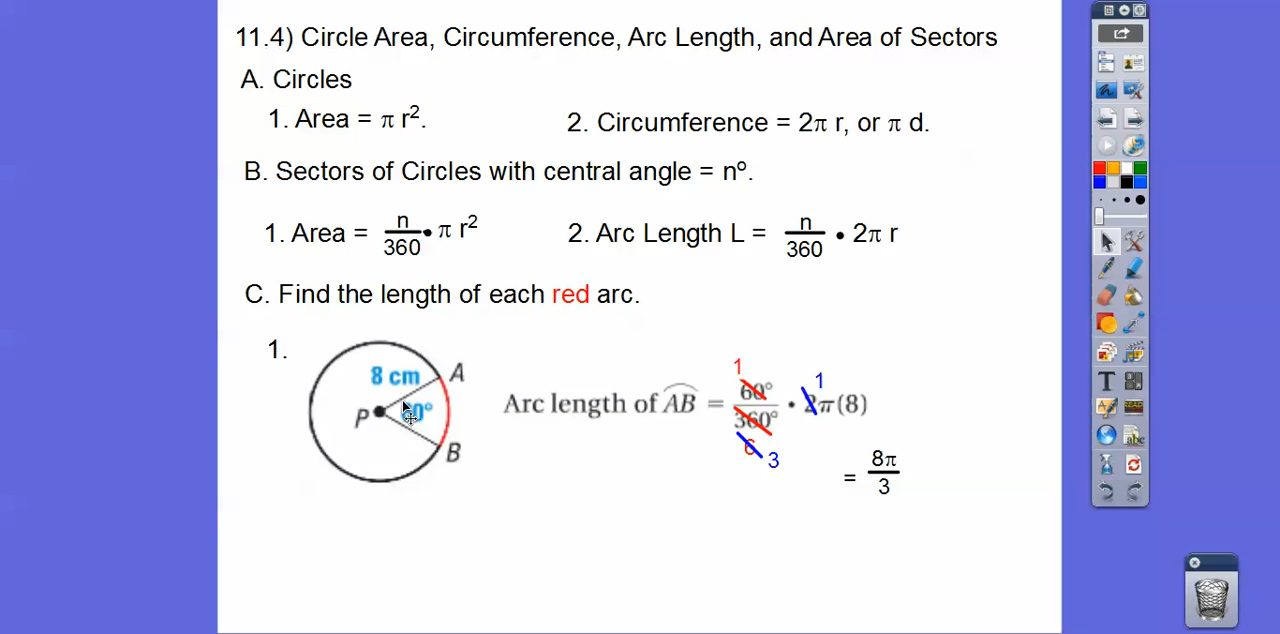 11.4) Circle Area, Circumference, Arc Length, and Area of Sectors
A. Circles
1. Area = π r². 2. Circumference = 2π r, or π d.
B. Sectors of Circles with central angle = nº.
1. Area = n/360 • π r² 2. Arc Length L = n/360 • 2π r
C. Find the length of each red arc.
1.
8 cm A
P 60°
B
Arc length of AB = 60°/360° • 2π(8)
1 1
6 3
= 8π/3